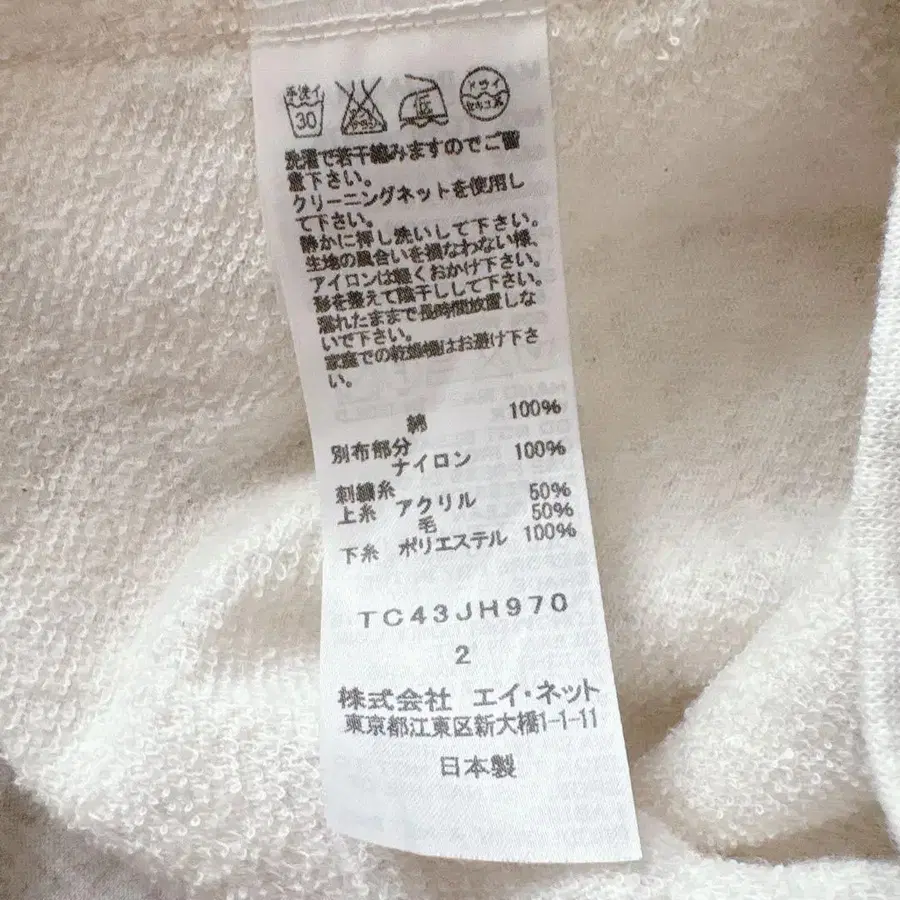 手洗イ
30
低
ドライ
セキユ系
洗濯で若干縮みますのでご留
意下さい。
クリーニングネットを使用し
て下さい。
静かに押し洗いして下さい。
生地の風合いを損なわない様、
アイロンは軽くおかけ下さい。
形を整えて陰干しして下さい。
濡れたままで長時間放置しな
いで下さい。
家庭での乾燥機はお避け下さ
い。
綿 100%
別布部分
ナイロン 100%
刺繍糸
上糸 アクリル 50%
毛 50%
下糸 ポリエステル 100%
TC43JH970
2
株式会社 エイ・ネット
東京都江東区新大橋1-1-11
日本製